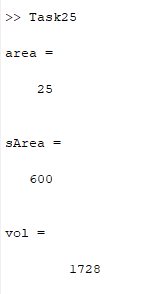 >> Task25
area =
25
sArea =
600
vol =
1728